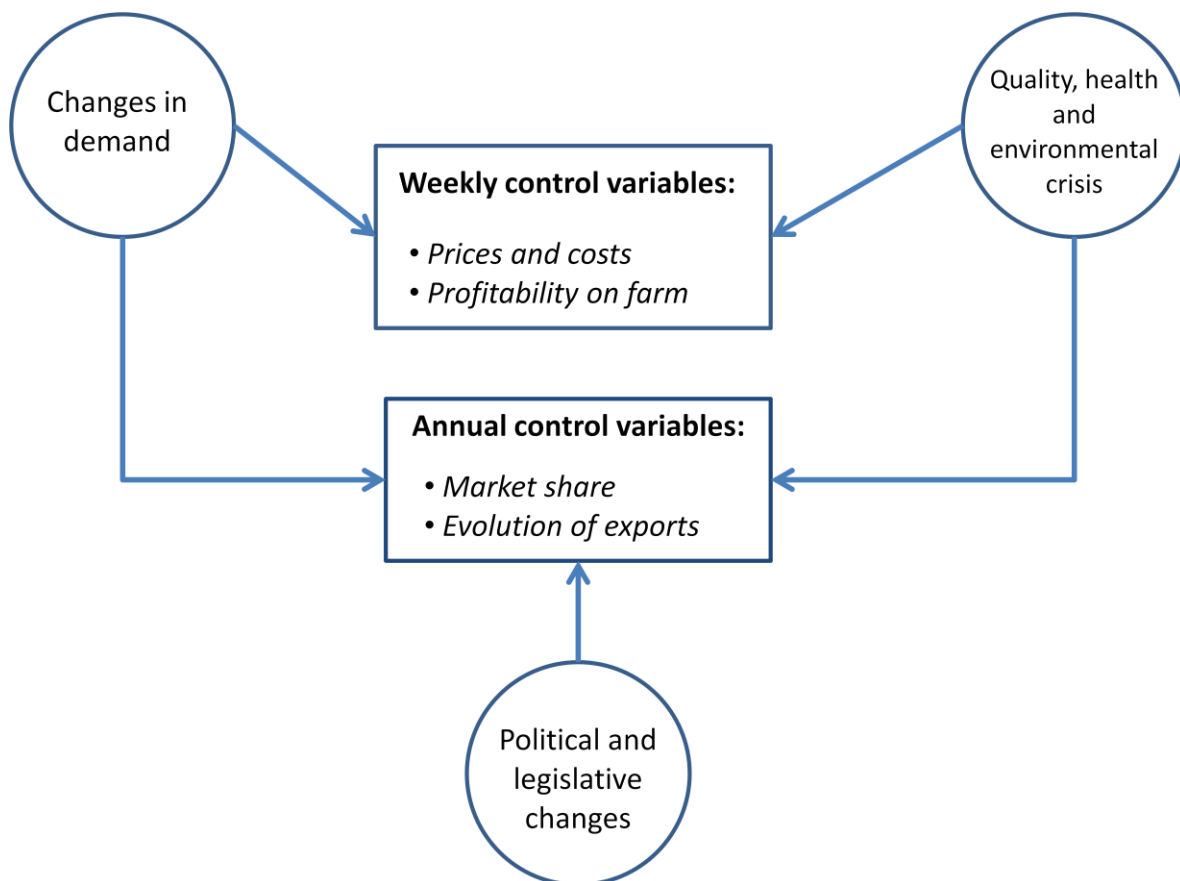 Changes in
demand
Quality, health
and
environmental
crisis
Weekly control variables:
• Prices and costs
• Profitability on farm
Annual control variables:
• Market share
• Evolution of exports
Political and
legislative
changes